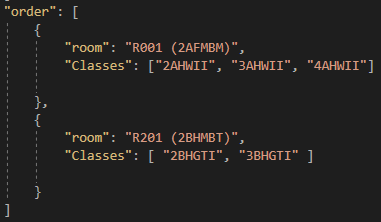 "order": [
{
"room": "R001 (2AFMBM)",
"Classes": ["2AHWII", "3AHWII", "4AHWII"]
},
{
"room": "R201 (2BHMBT)",
"Classes": [ "2BHGTI", "3BHGTI" ]
}
]